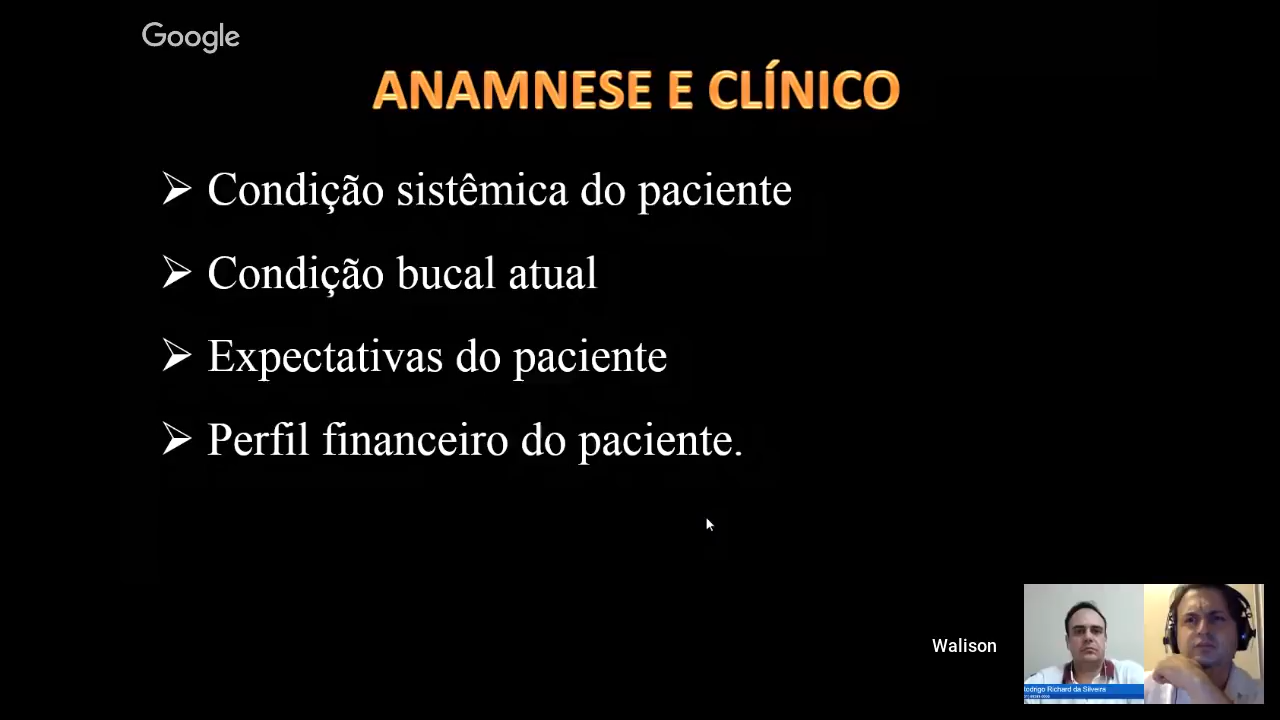 Google
ANAMNESE E CLÍNICO
Condição sistêmica do paciente
Condição bucal atual
Expectativas do paciente
Perfil financeiro do paciente.
Walison
Rodrigo Richard da Silveira